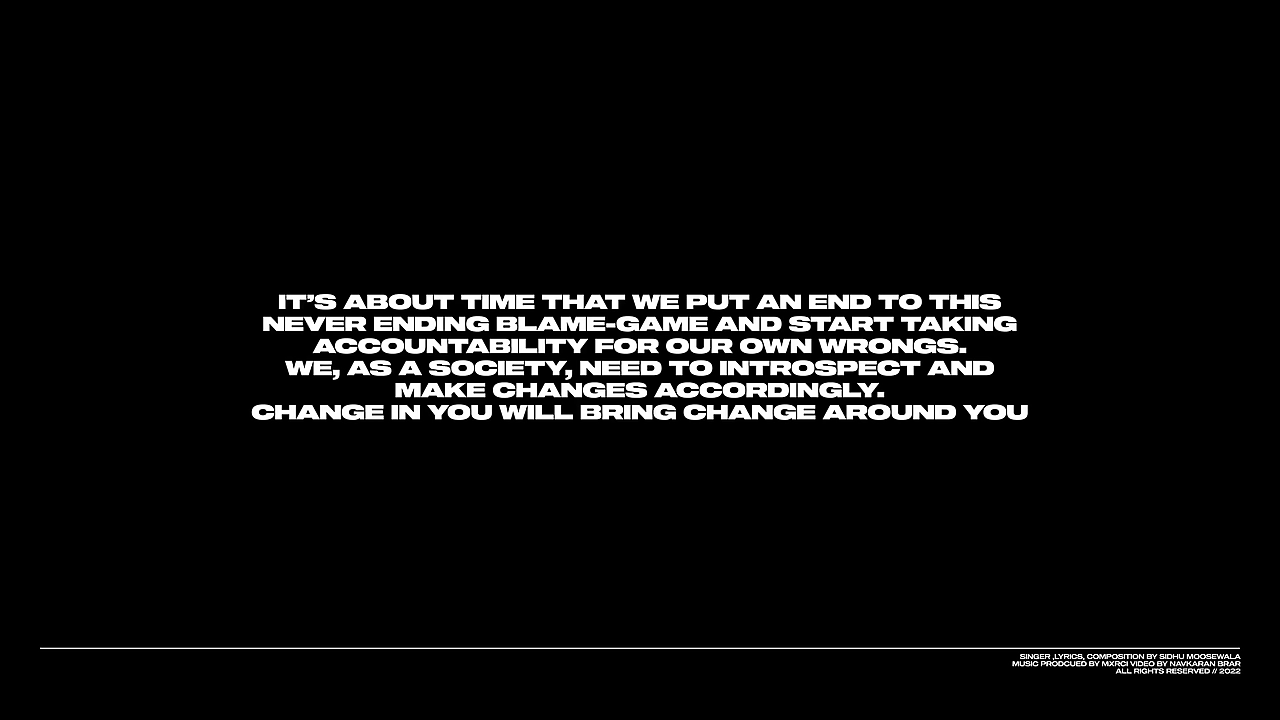 IT'S ABOUT TIME THAT WE PUT AN END TO THIS
NEVER ENDING BLAME-GAME AND START TAKING
ACCOUNTABILITY FOR OUR OWN WRONGS.
WE, AS A SOCIETY, NEED TO INTROSPECT AND
MAKE CHANGES ACCORDINGLY.
CHANGE IN YOU WILL BRING CHANGE AROUND YOU
SINGER ,LYRICS, COMPOSITION BY SIDHU MOOSEWALA
MUSIC PRODCUED BY MXRCI VIDEO BY NAVKARAN BRAR
ALL RIGHTS RESERVED // 2022